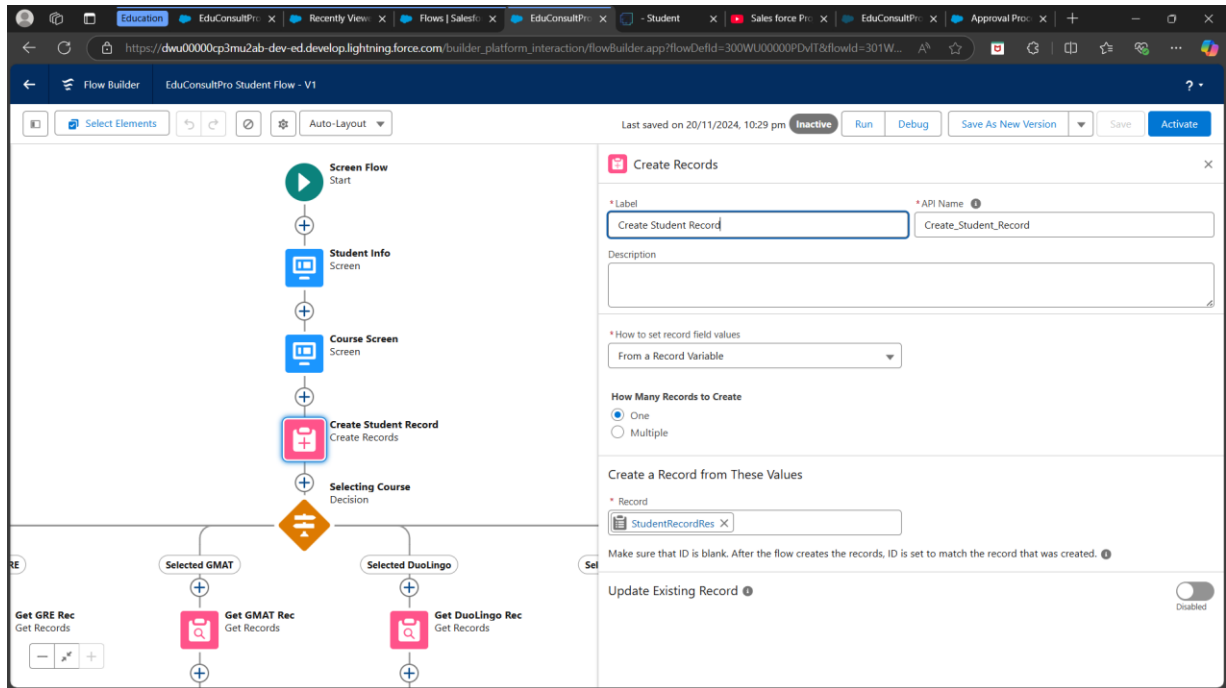 Education
EduConsultPro
Recently View
Flows | Salesfo
EduConsultPro
- Student
Sales force Pro
EduConsultPro
Approval Proc
https://dwu00000cp3mu2ab-dev-ed.develop.lightning.force.com/builder_platform_interaction/flowBuilder.app?flowDefId=300WU00000PDvIT&flowId=301W...
Flow Builder
EduConsultPro Student Flow - V1
?
Select Elements
Auto-Layout
Last saved on 20/11/2024, 10:29 pm
Inactive
Run
Debug
Save As New Version
Save
Activate
Screen Flow
Start
Student Info
Screen
Course Screen
Screen
Create Student Record
Create Records
Selecting Course
Decision
RE
Selected GMAT
Selected DuoLingo
Sel
Get GRE Rec
Get Records
Get GMAT Rec
Get Records
Get DuoLingo Rec
Get Records
Create Records
* Label
Create Student Record
* API Name
Create_Student_Record
Description
* How to set record field values
From a Record Variable
How Many Records to Create
One
Multiple
Create a Record from These Values
* Record
StudentRecordRes
Make sure that ID is blank. After the flow creates the records, ID is set to match the record that was created.
Update Existing Record
Disabled